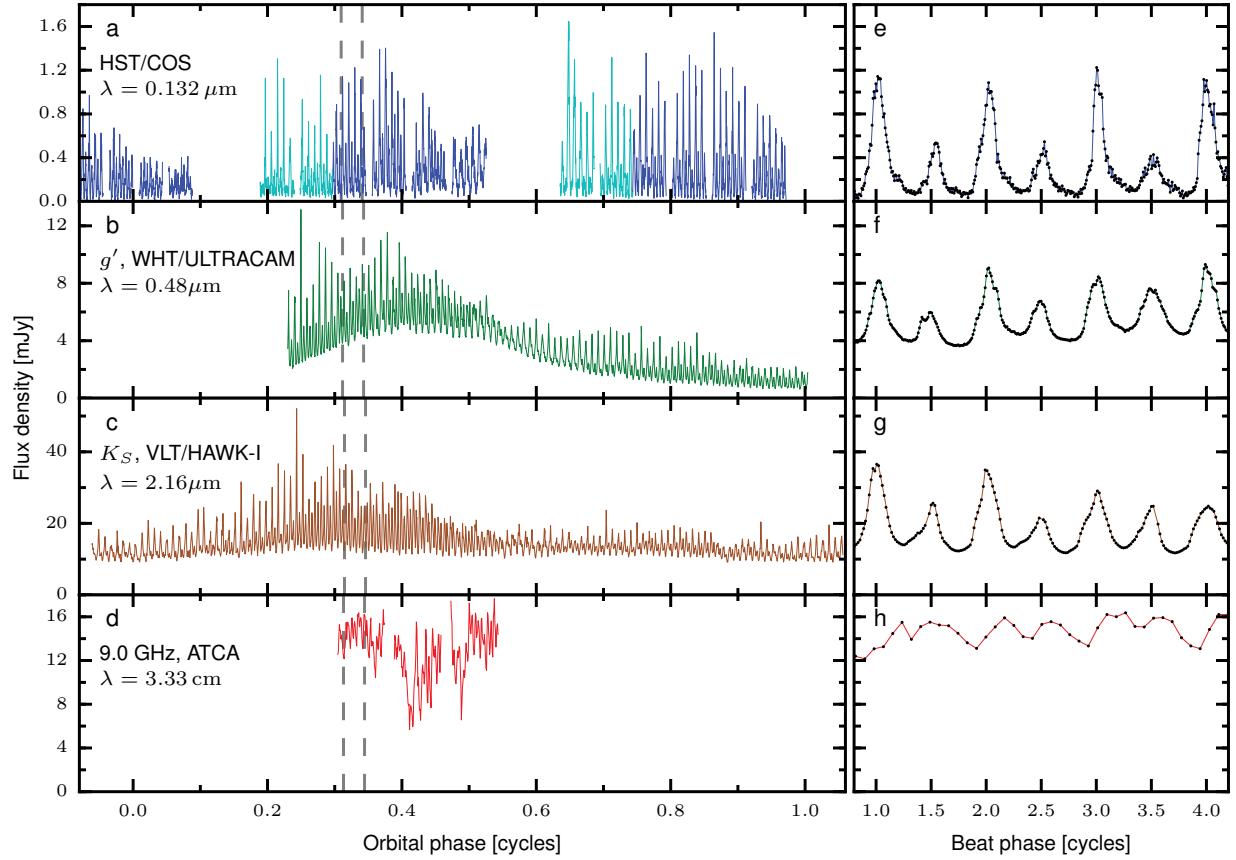 a
HST/COS
λ = 0.132 μm
1.6
1.2
0.8
0.4
0.0
e
b
g′, WHT/ULTRACAM
λ = 0.48μm
12
8
4
0
f
c
K_S, VLT/HAWK-I
λ = 2.16μm
40
20
0
g
d
9.0 GHz, ATCA
λ = 3.33 cm
16
12
8
4
0
h
Flux density [mJy]
0.0 0.2 0.4 0.6 0.8 1.0
1.0 1.5 2.0 2.5 3.0 3.5 4.0
Orbital phase [cycles]
Beat phase [cycles]